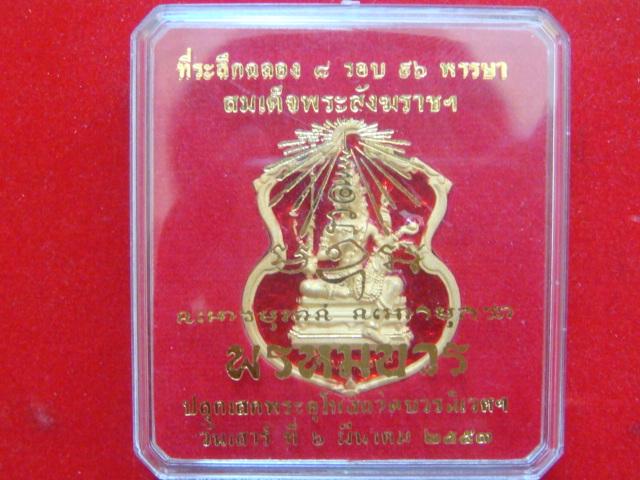 ที่ระลึกฉลอง ๘ รอบ ๙๖ พรรษา
สมเด็จพระสังฆราชฯ
พรหมบวร
ปลุกเสกพระอุโบสถวัดบวรนิเวศฯ
วันเสาร์ ที่ ๖ มีนาคม ๒๕๕๓